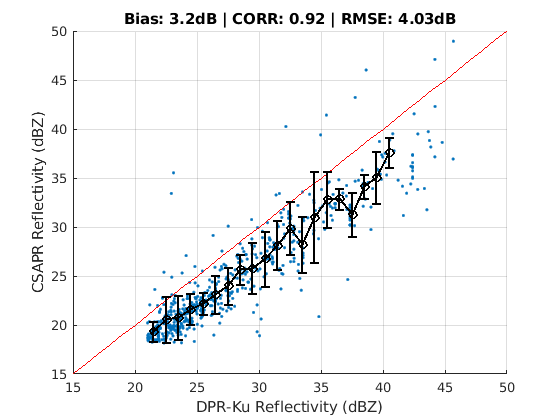 Bias: 3.2dB | CORR: 0.92 | RMSE: 4.03dB
50
45
40
35
30
25
20
15
CSAPR Reflectivity (dBZ)
15 20 25 30 35 40 45 50
DPR-Ku Reflectivity (dBZ)